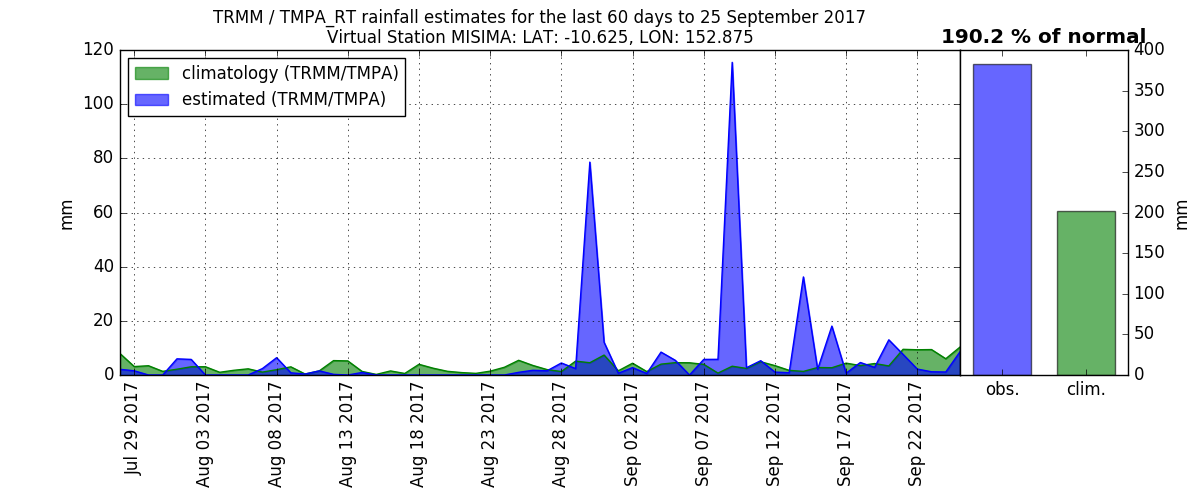 TRMM / TMPA_RT rainfall estimates for the last 60 days to 25 September 2017
Virtual Station MISIMA: LAT: -10.625, LON: 152.875
190.2 % of normal
climatology (TRMM/TMPA)
estimated (TRMM/TMPA)
120
100
80
60
40
20
0
mm
Jul 29 2017
Aug 03 2017
Aug 08 2017
Aug 13 2017
Aug 18 2017
Aug 23 2017
Aug 28 2017
Sep 02 2017
Sep 07 2017
Sep 12 2017
Sep 17 2017
Sep 22 2017
400
350
300
250
200
150
100
50
0
mm
obs.
clim.